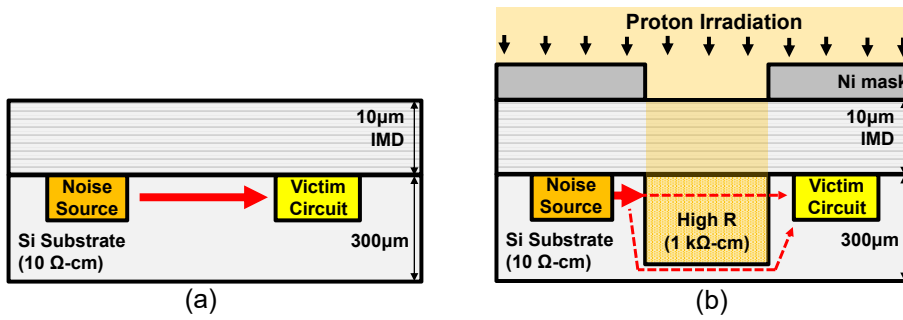 10μm
IMD
Noise
Source
Victim
Circuit
Si Substrate
(10 Ω-cm)
300μm
(a)
Proton Irradiation
Ni mask
10μm
IMD
Noise
Source
Victim
Circuit
High R
(1 kΩ-cm)
Si Substrate
(10 Ω-cm)
300μm
(b)